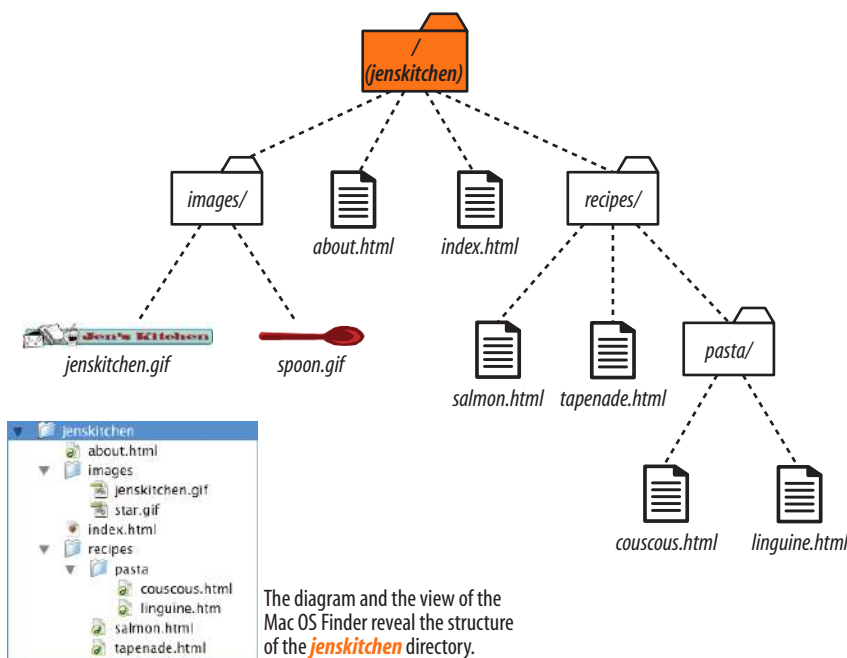 /
(jenskitchen)
images/
recipes/
about.html
index.html
Jen's Kitchen
jenskitchen.gif
spoon.gif
pasta/
salmon.html
tapenade.html
couscous.html
linguine.html
jenskitchen
about.html
images
jenskitchen.gif
star.gif
index.html
recipes
pasta
couscous.html
linguine.htm
salmon.html
tapenade.html
The diagram and the view of the
Mac OS Finder reveal the structure
of the jenskitchen directory.